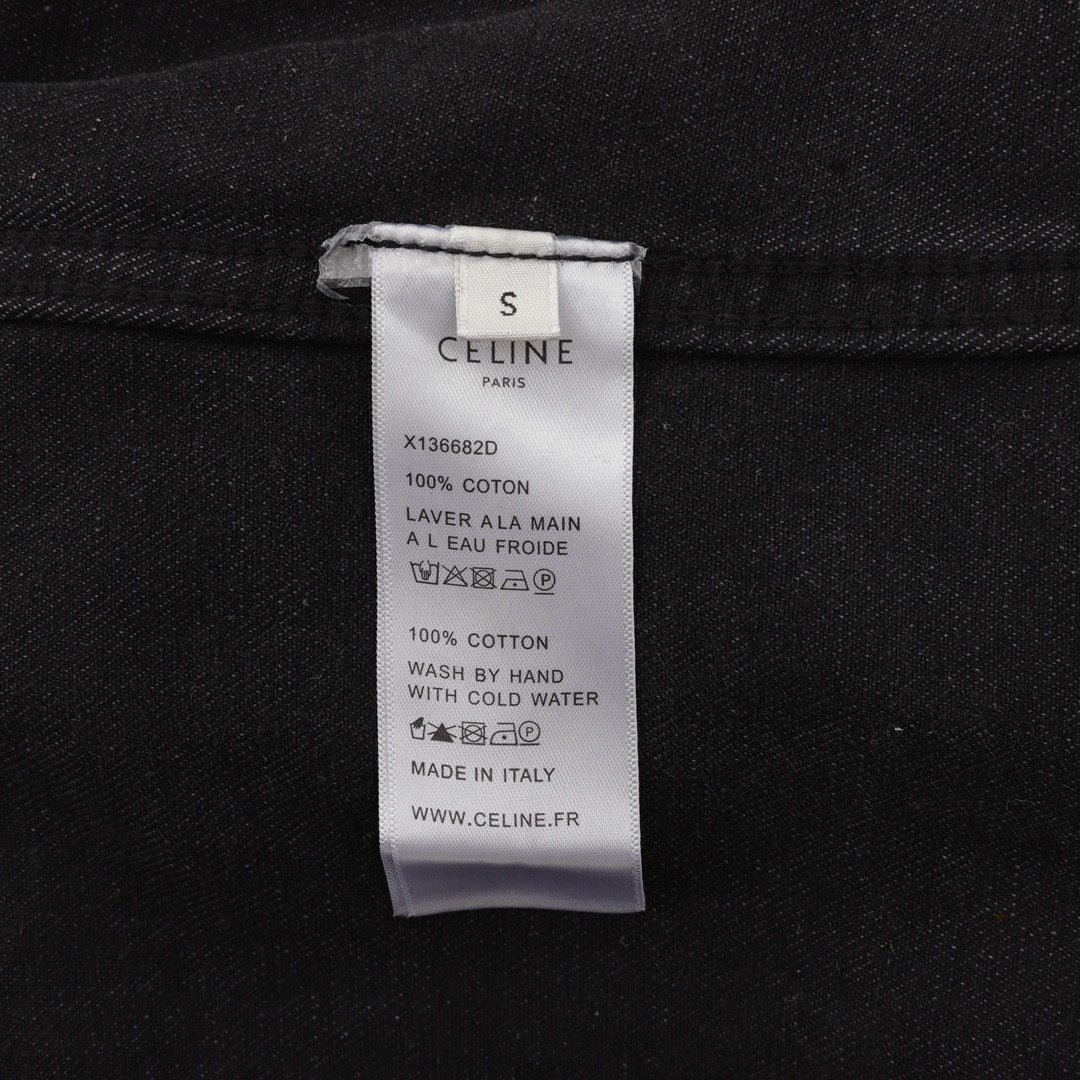 S
CELINE
PARIS
X136682D
100% COTON
LAVER A LA MAIN
A L EAU FROIDE
P
100% COTTON
WASH BY HAND
WITH COLD WATER
P
MADE IN ITALY
WWW.CELINE.FR